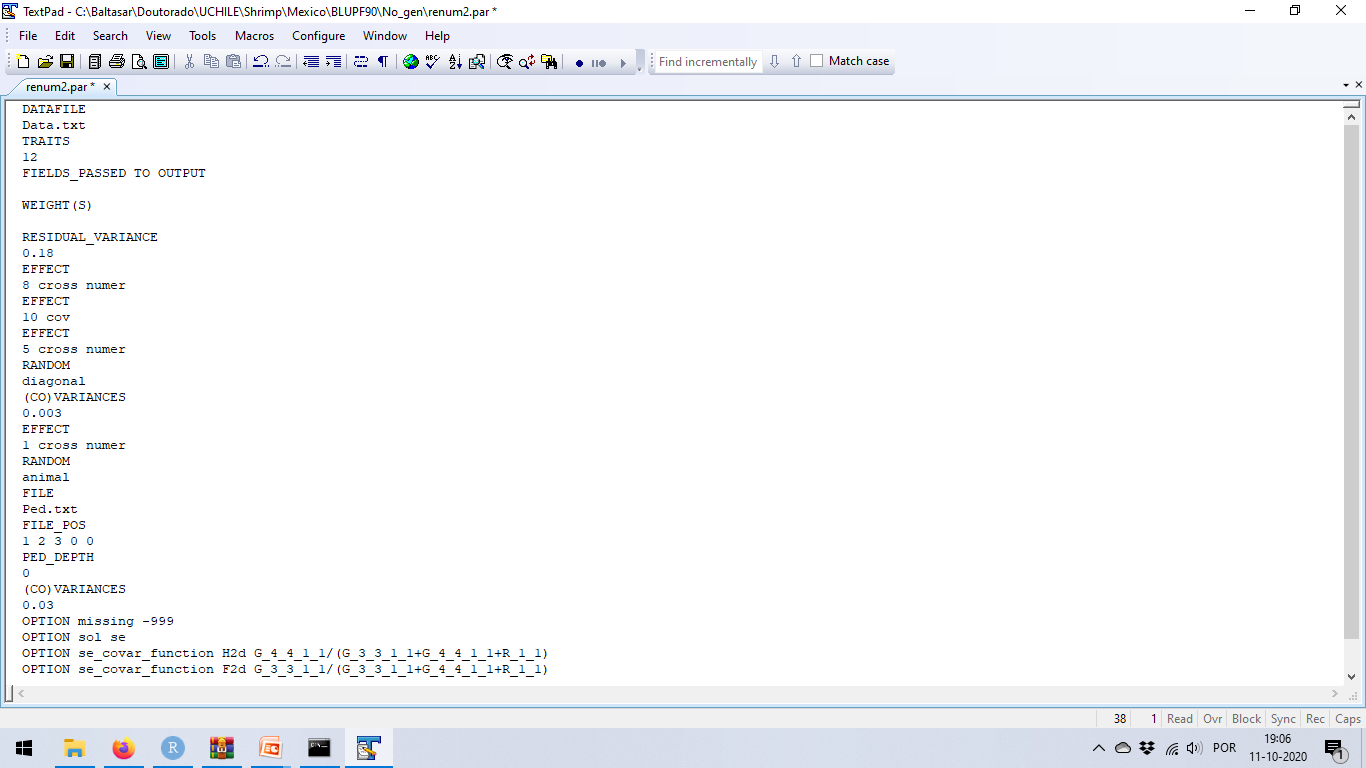 TextPad - C:\Baltasar\Doutorado\UCHILE\Shrimp\Mexico\BLUPF90\No_gen\renum2.par *
File Edit Search View Tools Macros Configure Window Help
Find incrementally Match case
renum2.par *
DATAFILE
Data.txt
TRAITS
12
FIELDS_PASSED TO OUTPUT
WEIGHT(S)
RESIDUAL_VARIANCE
0.18
EFFECT
8 cross numer
EFFECT
10 cov
EFFECT
5 cross numer
RANDOM
diagonal
(CO)VARIANCES
0.003
EFFECT
1 cross numer
RANDOM
animal
FILE
Ped.txt
FILE_POS
1 2 3 0 0
PED_DEPTH
0
(CO)VARIANCES
0.03
OPTION missing -999
OPTION sol se
OPTION se_covar_function H2d G_4_4_1_1/(G_3_3_1_1+G_4_4_1_1+R_1_1)
OPTION se_covar_function F2d G_3_3_1_1/(G_3_3_1_1+G_4_4_1_1+R_1_1)
38 1 Read Ovr Block Sync Rec Caps
POR
19:06
11-10-2020
1